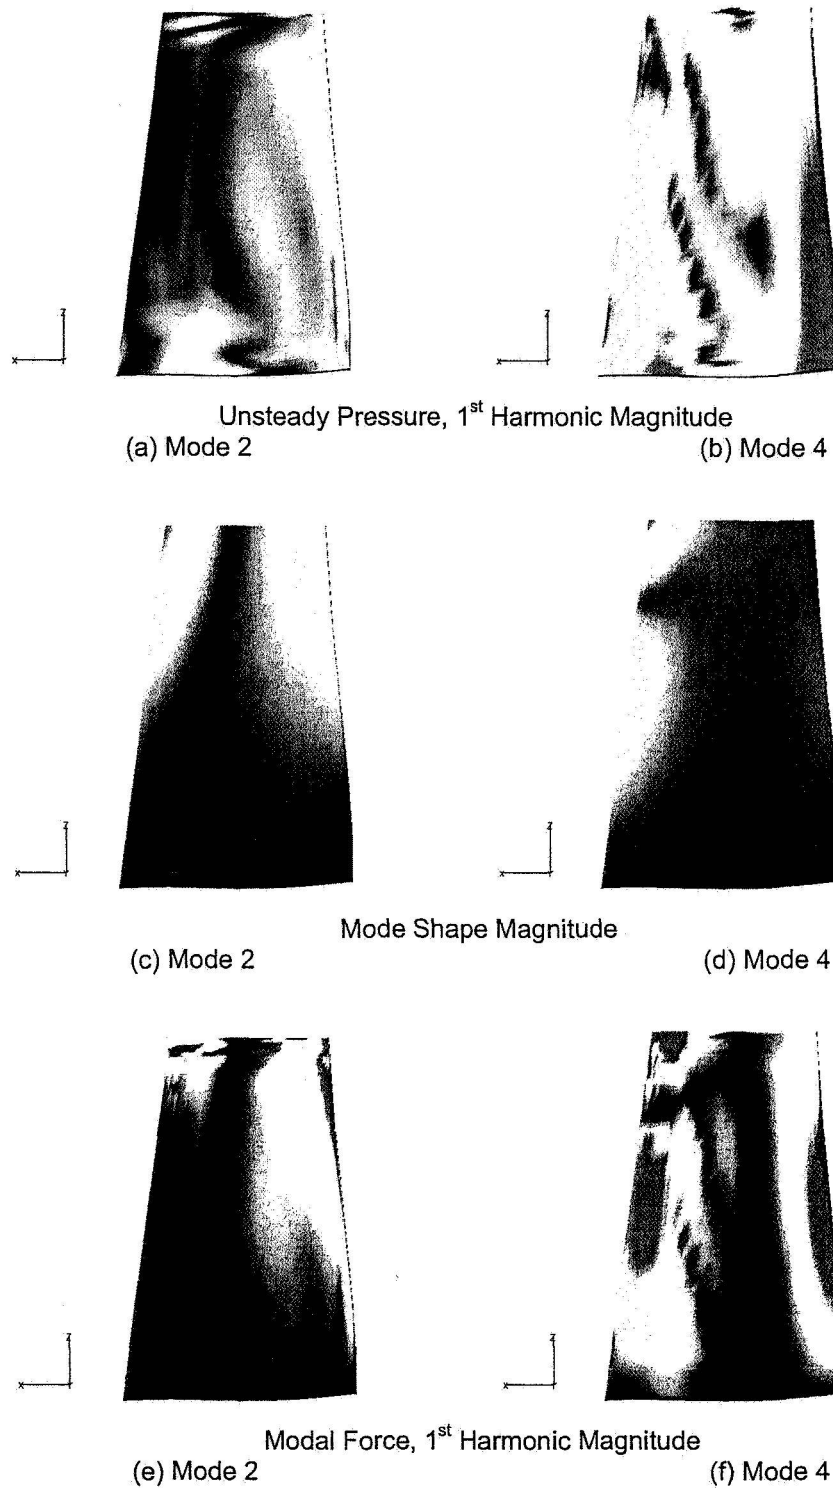 z
x
z
x
Unsteady Pressure, 1st Harmonic Magnitude
(a) Mode 2 (b) Mode 4
z
x
z
x
Mode Shape Magnitude
(c) Mode 2 (d) Mode 4
z
x
z
x
Modal Force, 1st Harmonic Magnitude
(e) Mode 2 (f) Mode 4